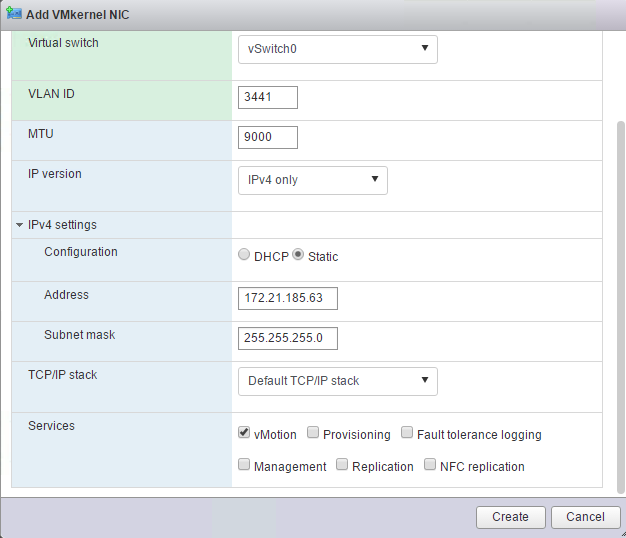 Add VMkernel NIC
Virtual switch vSwitch0
VLAN ID 3441
MTU 9000
IP version IPv4 only
IPv4 settings
Configuration DHCP Static
Address 172.21.185.63
Subnet mask 255.255.255.0
TCP/IP stack Default TCP/IP stack
Services vMotion Provisioning Fault tolerance logging
Management Replication NFC replication
Create Cancel